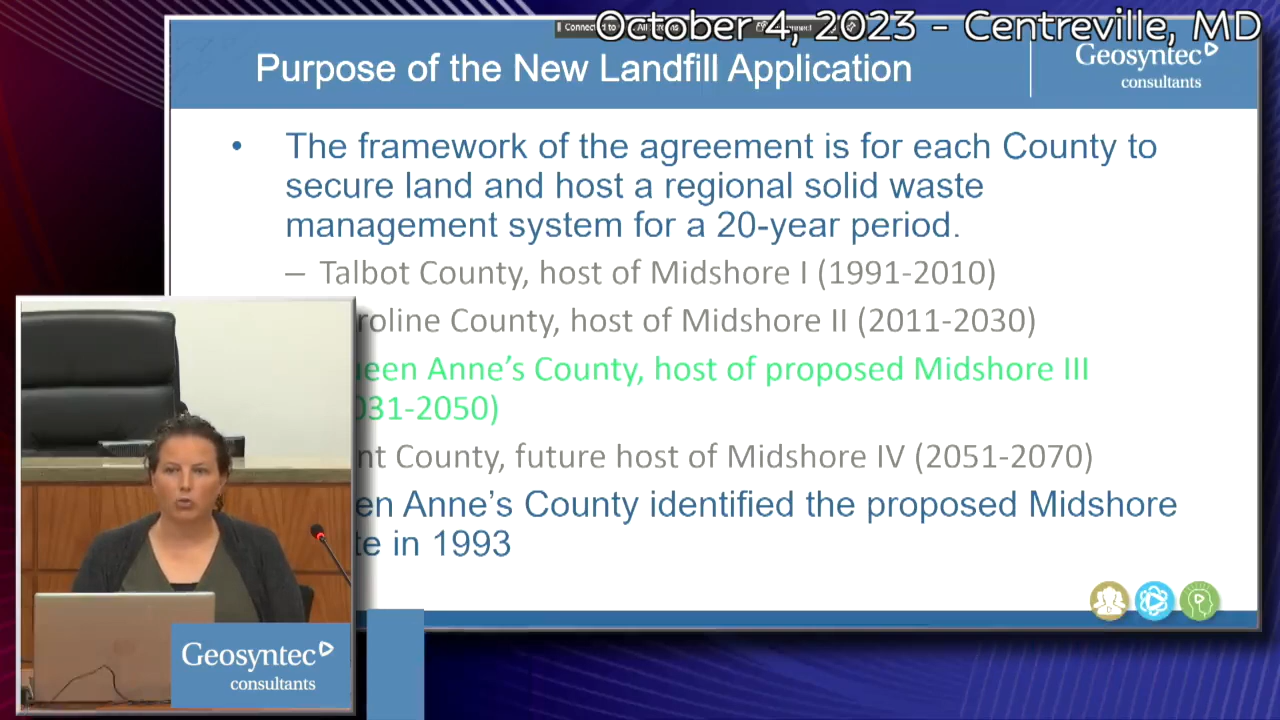 October 4, 2023 - Centreville, MD
Purpose of the New Landfill Application
Geosyntec
consultants
• The framework of the agreement is for each County to
secure land and host a regional solid waste
management system for a 20-year period.
– Talbot County, host of Midshore I (1991-2010)
roline County, host of Midshore II (2011-2030)
een Anne's County, host of proposed Midshore III
031-2050)
nt County, future host of Midshore IV (2051-2070)
en Anne's County identified the proposed Midshore
te in 1993
Geosyntec
consultants